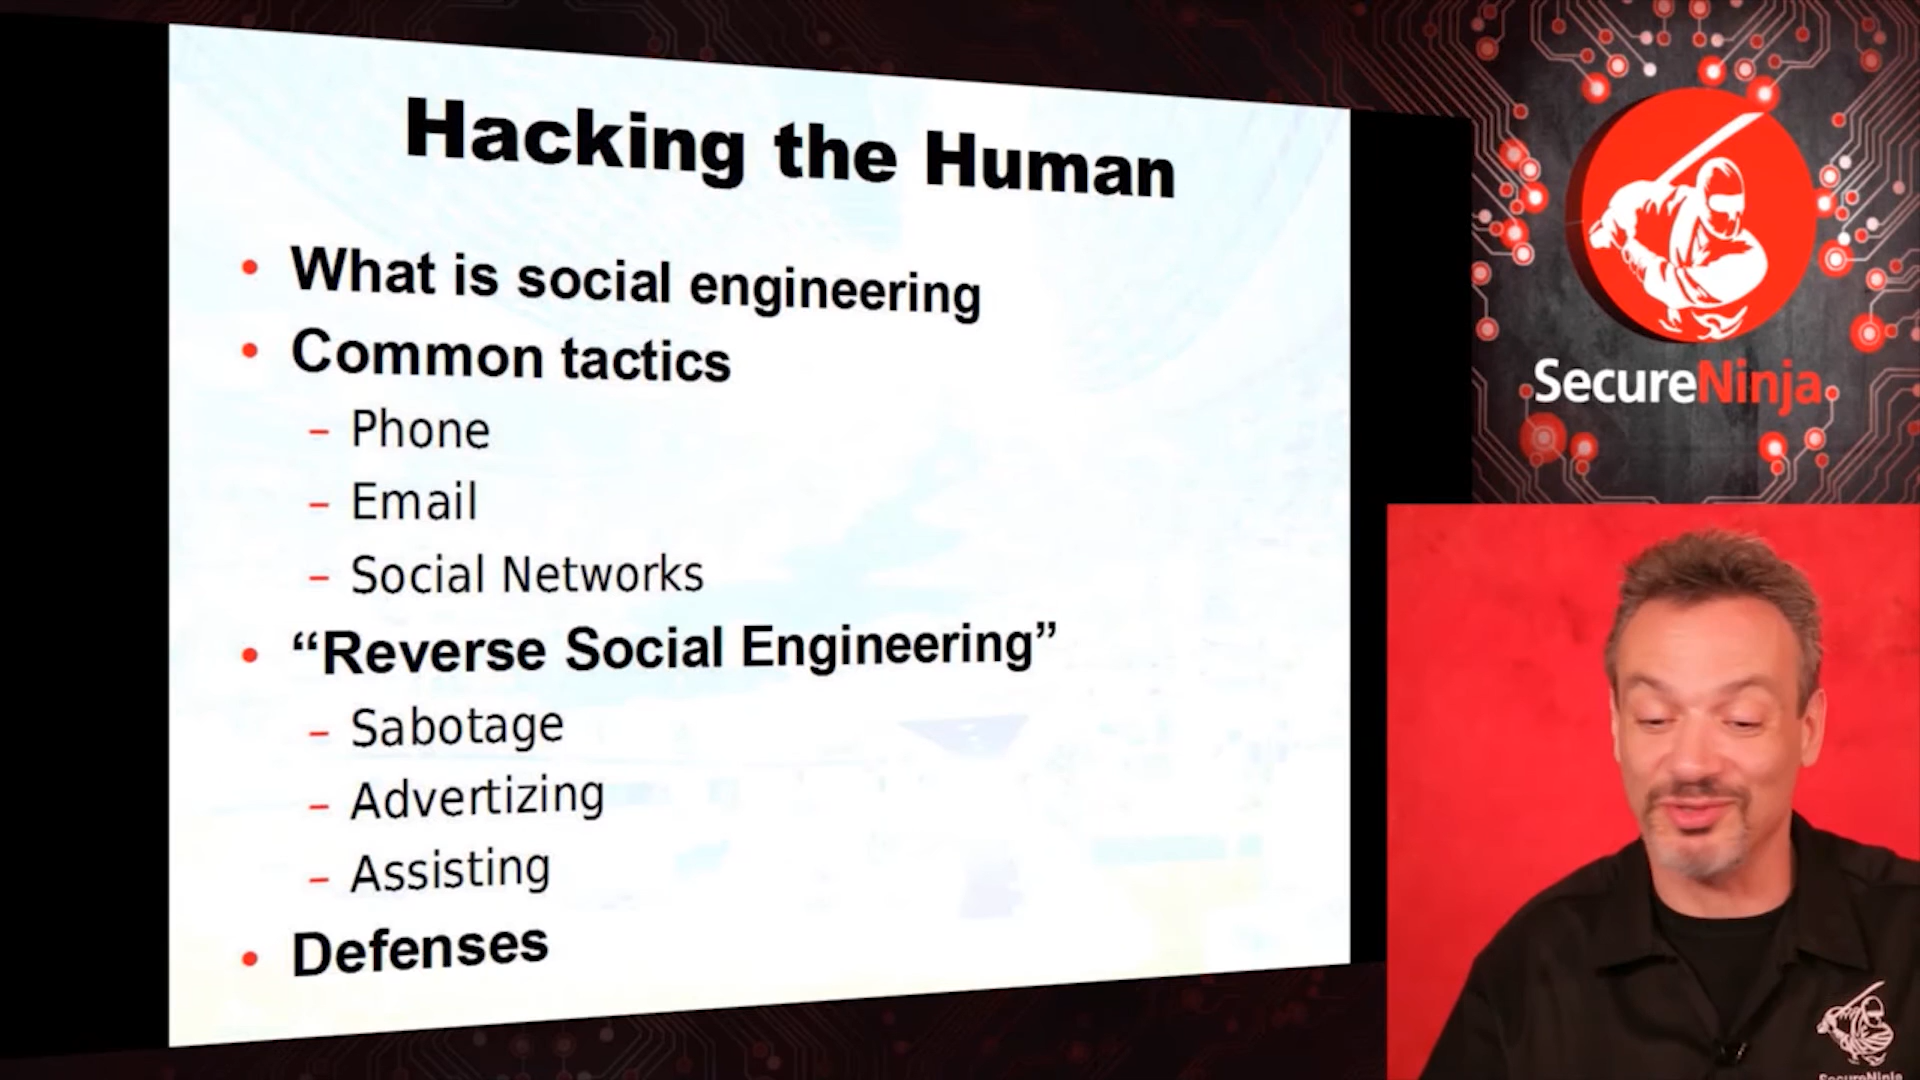 Hacking the Human
• What is social engineering
• Common tactics
– Phone
– Email
– Social Networks
• “Reverse Social Engineering”
– Sabotage
– Advertizing
– Assisting
• Defenses
SecureNinja
SecureNinja